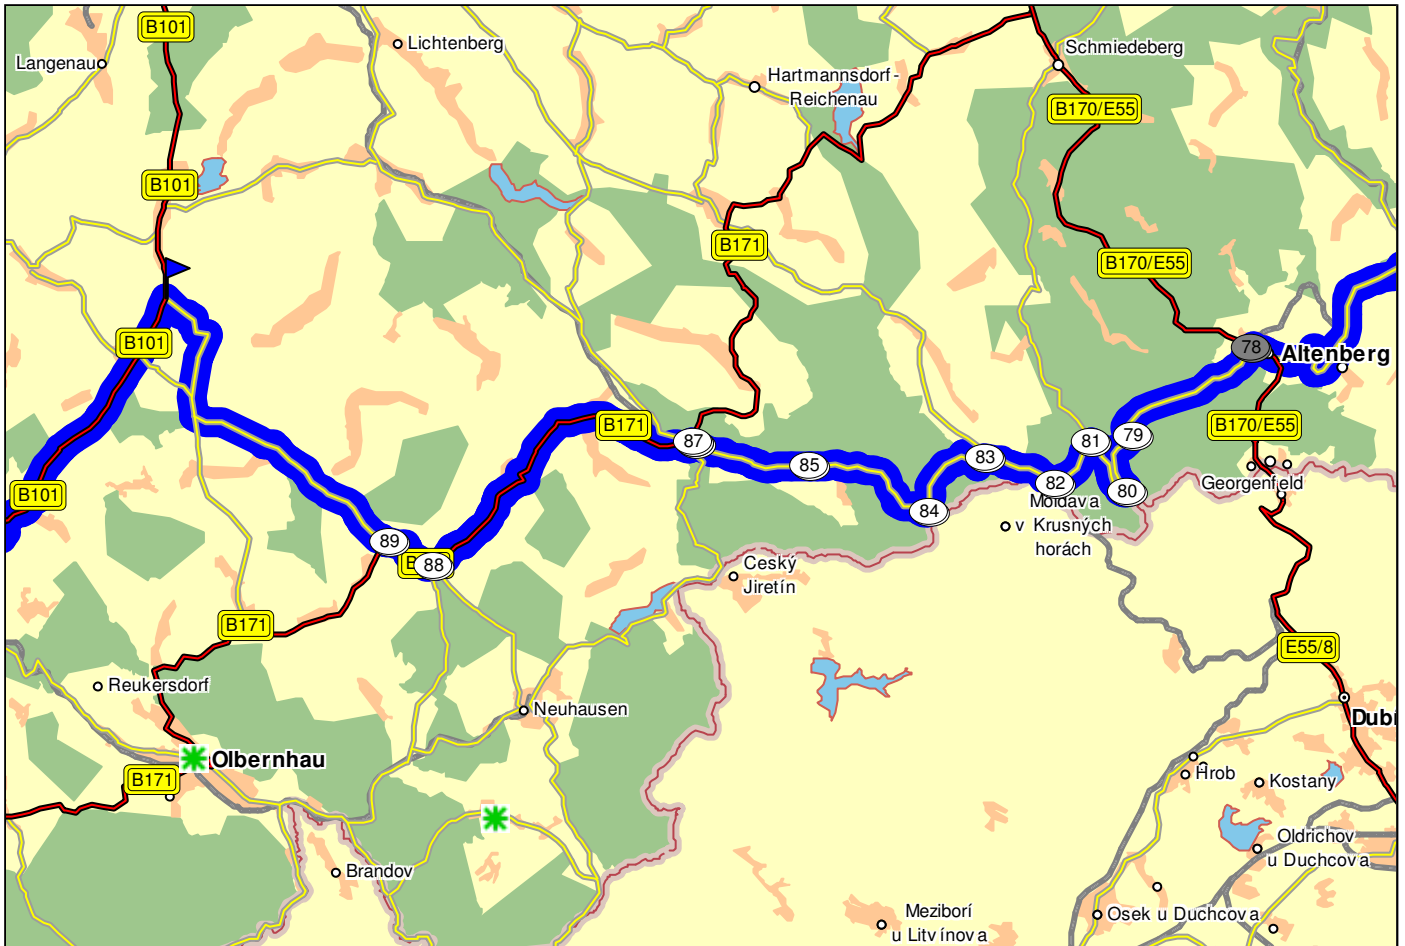 B101
Langenau
Lichtenberg
Schmiedeberg
Hartmannsdorf-
Reichenau
B170/E55
B101
B171
B170/E55
B101
78
Altenberg
B171
B170/E55
87
79
81
85
83
82
80
84
B101
Georgenfeld
Moldava
v Krusných
horách
89
88
Ceský
Jiretín
B171
E55/8
Reukersdorf
Neuhausen
Dubi
Olbernhau
B171
Hrob
Kostany
Oldrichov
u Duchcova
Brandov
Meziborí
u Litvínova
Osek u Duchcova